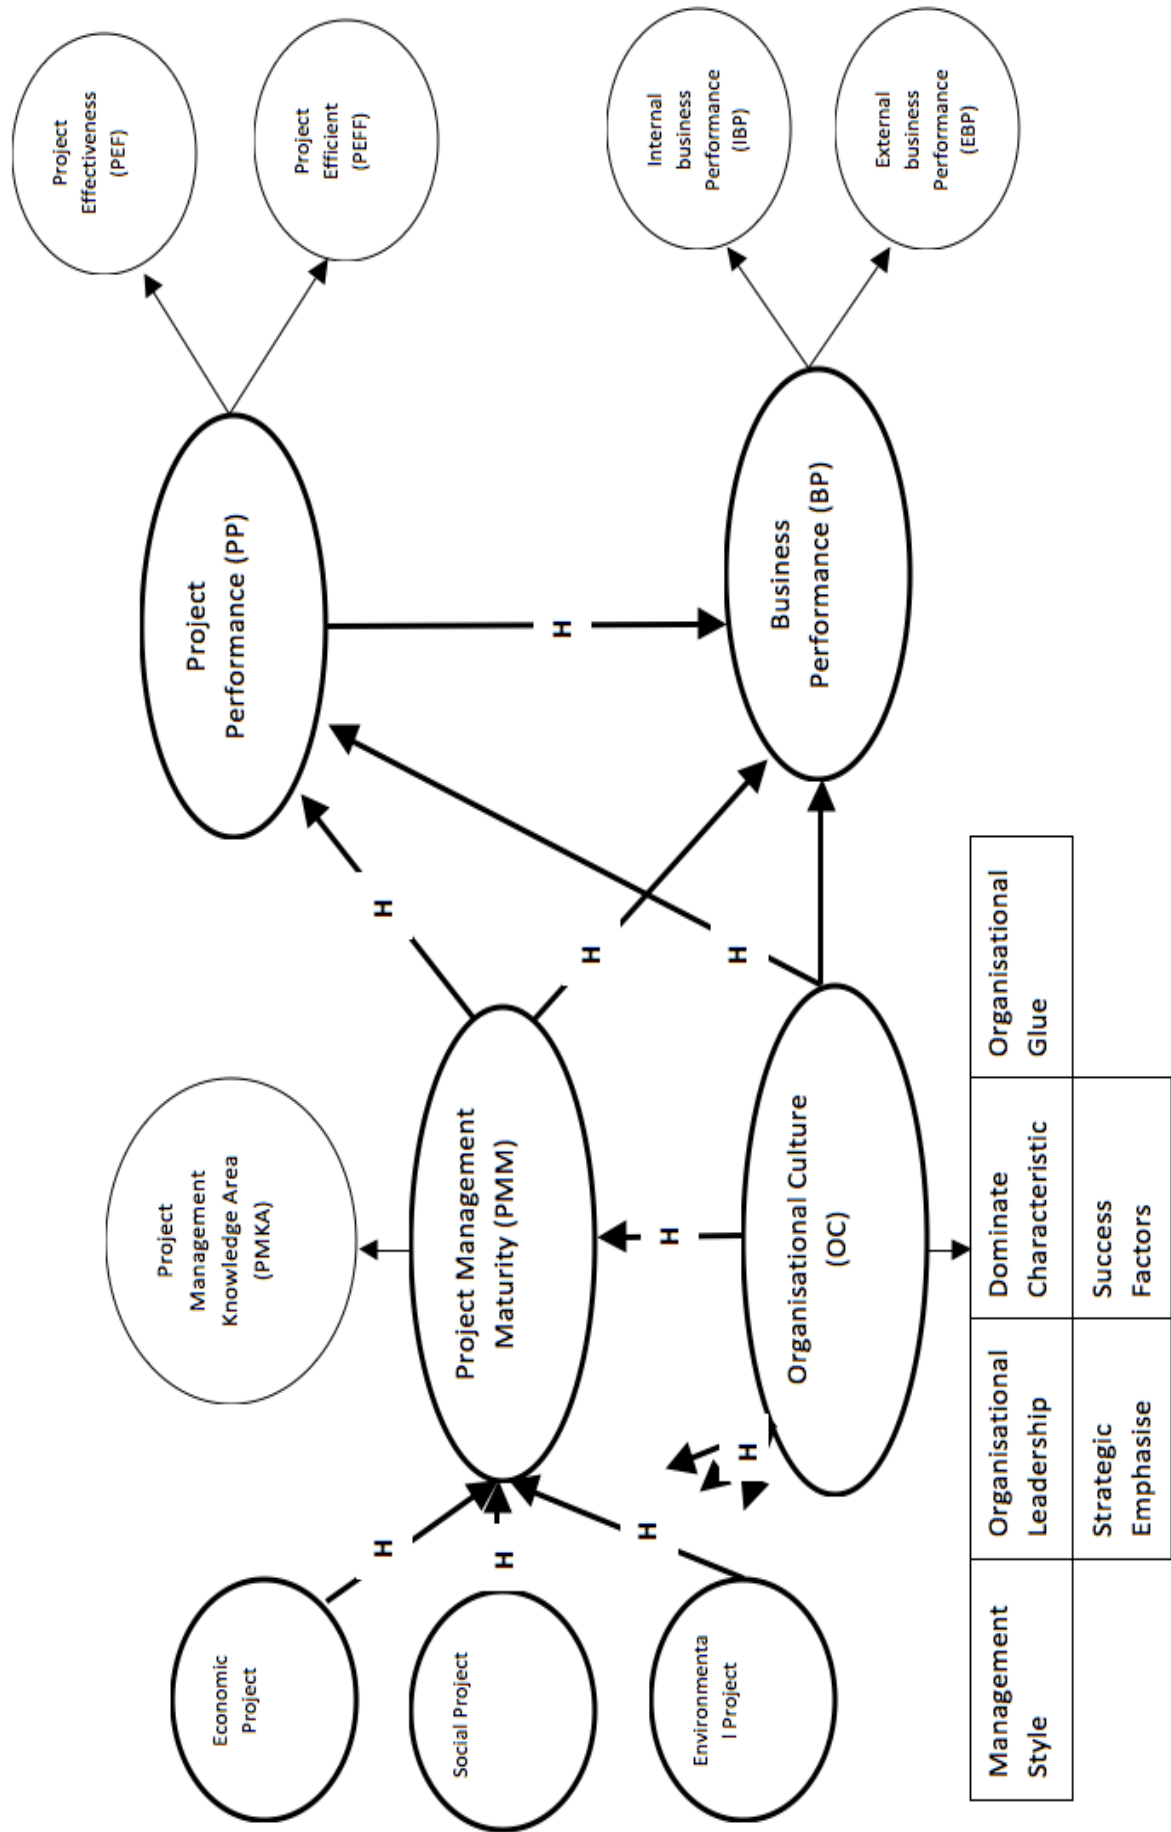 Economic
Project
Social Project
Environmenta
l Project
H
H
H
H
Project
Management
Knowledge Area
(PMKA)
Project Management
Maturity (PMM)
H
Organisational Culture
(OC)
H
H
H
Project
Performance (PP)
H
Business
Performance (BP)
Project
Effectiveness
(PEF)
Project
Efficient
(PEFF)
Internal
business
Performance
(IBP)
External
business
Performance
(EBP)
Management
Style
Organisational
Leadership
Dominate
Characteristic
Organisational
Glue
Strategic
Emphasise
Success
Factors